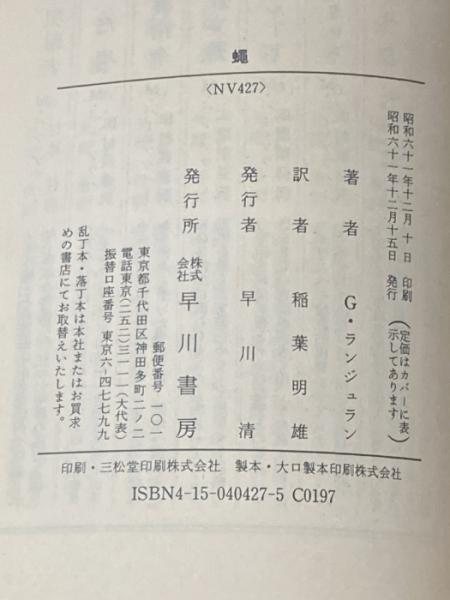 蠅
〈NV427〉
昭和六十一年十二月 十 日 印刷
昭和六十一年十二月十五日 発行
（定価はカバーに表
示してあります）
著者 G・ランジュラン
訳者 稲葉明雄
発行者 早川清
発行所 株式会社 早川書房
郵便番号 一〇一
東京都千代田区神田多町二ノ二
電話東京(二五二)三一一一(大代表)
振替口座番号 東京六-四七七九九
乱丁本・落丁本は本社またはお買求
めの書店にてお取替えいたします。
印刷・三松堂印刷株式会社 製本・大口製本印刷株式会社
ISBN4-15-040427-5 C0197